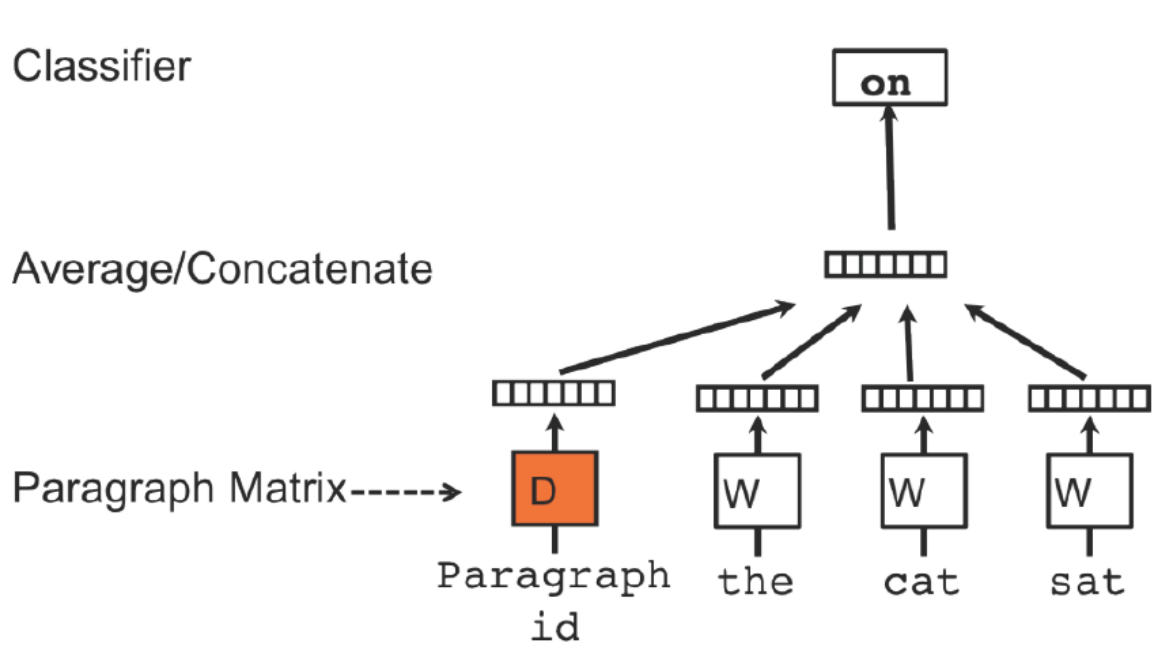 Classifier
on
Average/Concatenate
Paragraph Matrix
D
W
W
W
Paragraph
id
the
cat
sat